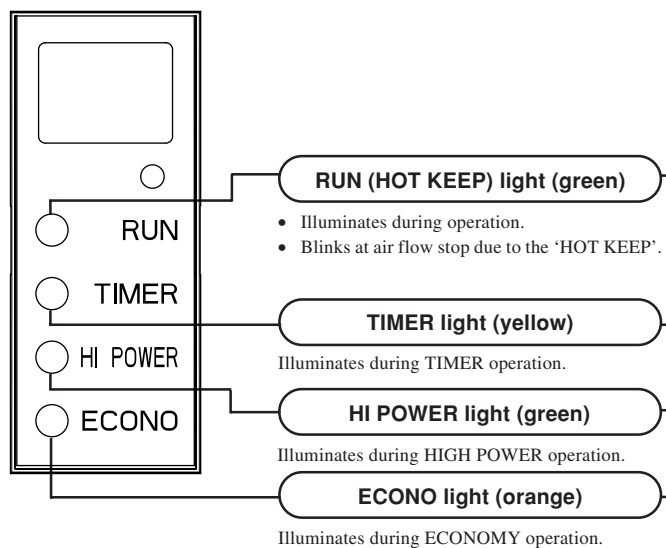 RUN
TIMER
HI POWER
ECONO
RUN (HOT KEEP) light (green)
• Illuminates during operation.
• Blinks at air flow stop due to the ‘HOT KEEP’.
TIMER light (yellow)
Illuminates during TIMER operation.
HI POWER light (green)
Illuminates during HIGH POWER operation.
ECONO light (orange)
Illuminates during ECONOMY operation.